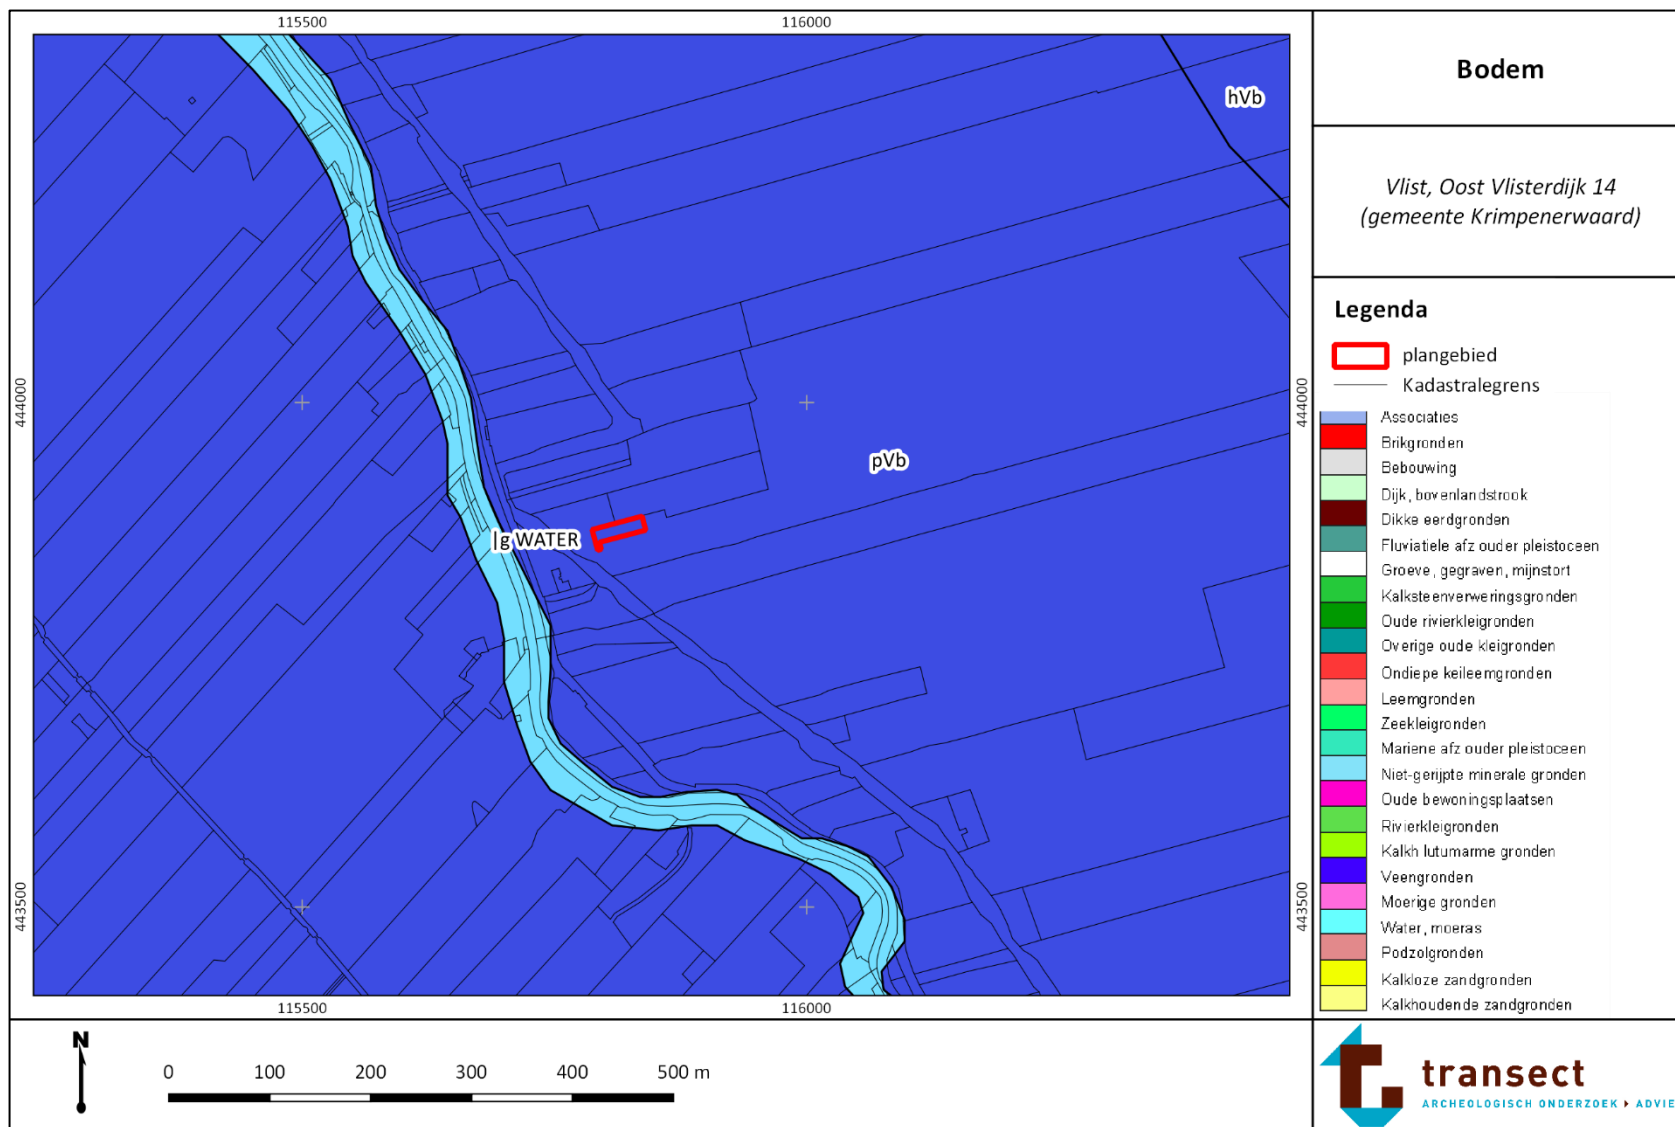 115500
116000
Bodem
hVb
Vlist, Oost Vlisterdijk 14
(gemeente Krimpenerwaard)
Legenda
plangebied
Kadastralegrens
444000
444000
Associaties
Brikgronden
Bebouwing
pVb
Dijk, bovenlandstrook
Dikke eerdgronden
|g WATER
Fluviatiele afz ouder pleistoceen
Groeve, gegraven, mijnstort
Kalksteenverweringsgronden
Oude rivierkleigronden
Overige oude kleigronden
Ondiepe keileemgronden
Leemgronden
Zeekleigronden
Mariene afz ouder pleistoceen
Niet-gerijpte minerale gronden
Oude bewoningsplaatsen
Rivierkleigronden
Kalkh lutumarme gronden
Veengronden
443500
443500
Moerige gronden
Water, moeras
Podzolgronden
Kalkloze zandgronden
Kalkhoudende zandgronden
115500
116000
N
0 100 200 300 400 500 m
transect
ARCHEOLOGISCH ONDERZOEK ▸ ADVIE